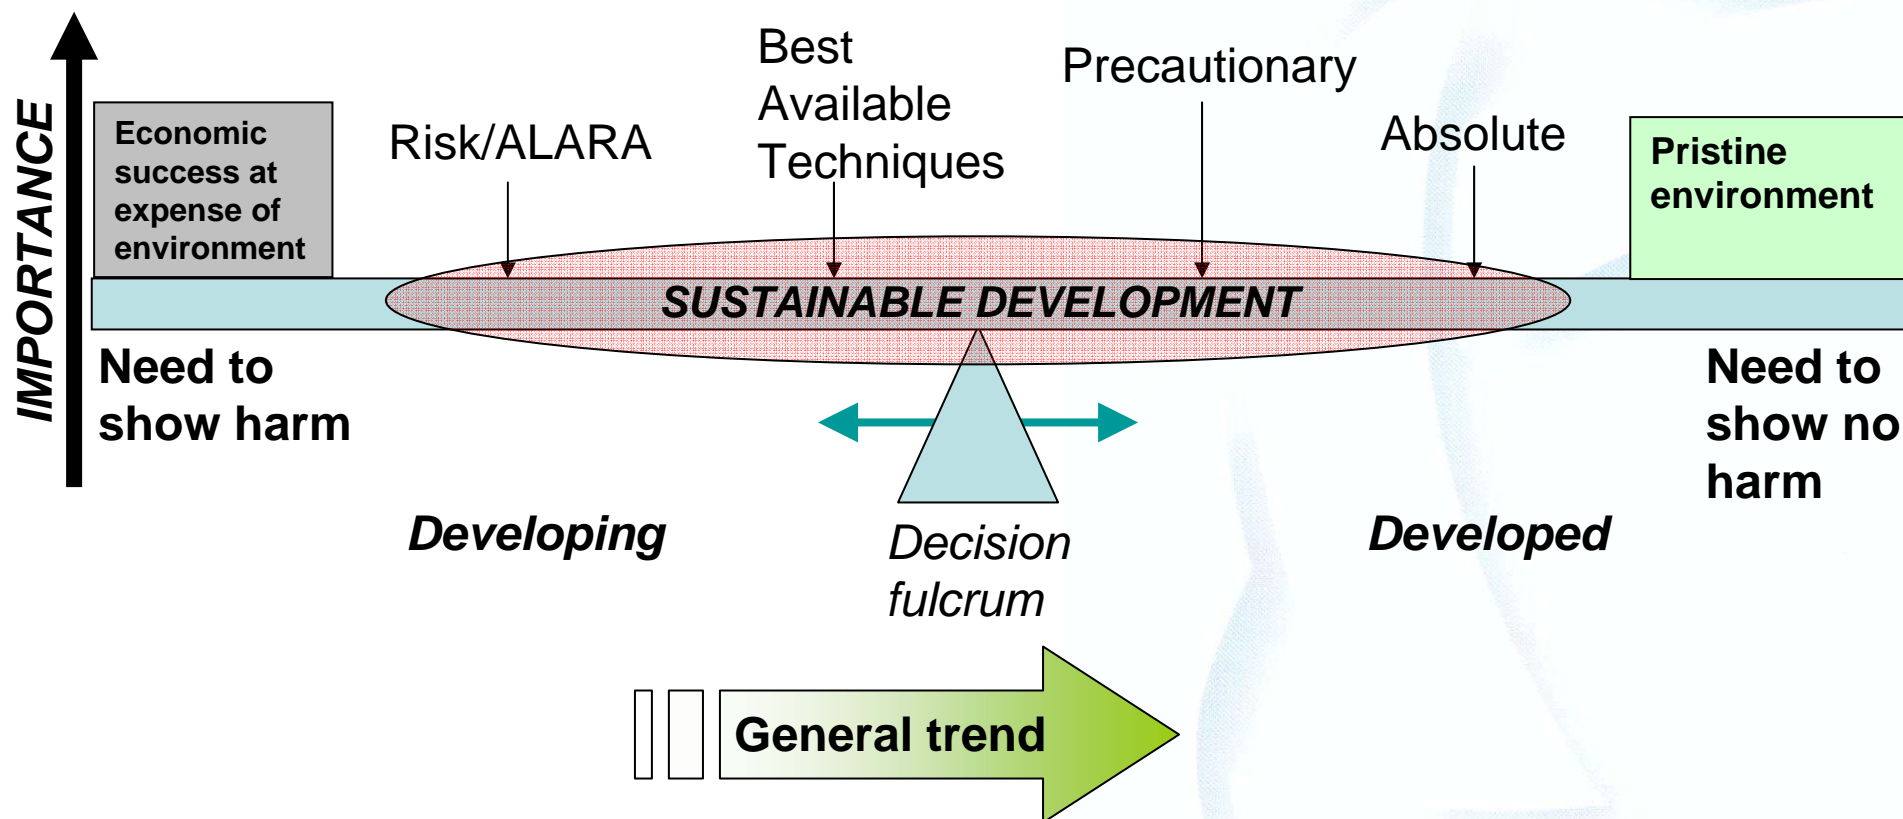 IMPORTANCE
Economic
success at
expense of
environment
Risk/ALARA
Best
Available
Techniques
Precautionary
Absolute
Pristine
environment
SUSTAINABLE DEVELOPMENT
Need to
show harm
Need to
show no
harm
Developing
Decision
fulcrum
Developed
General trend